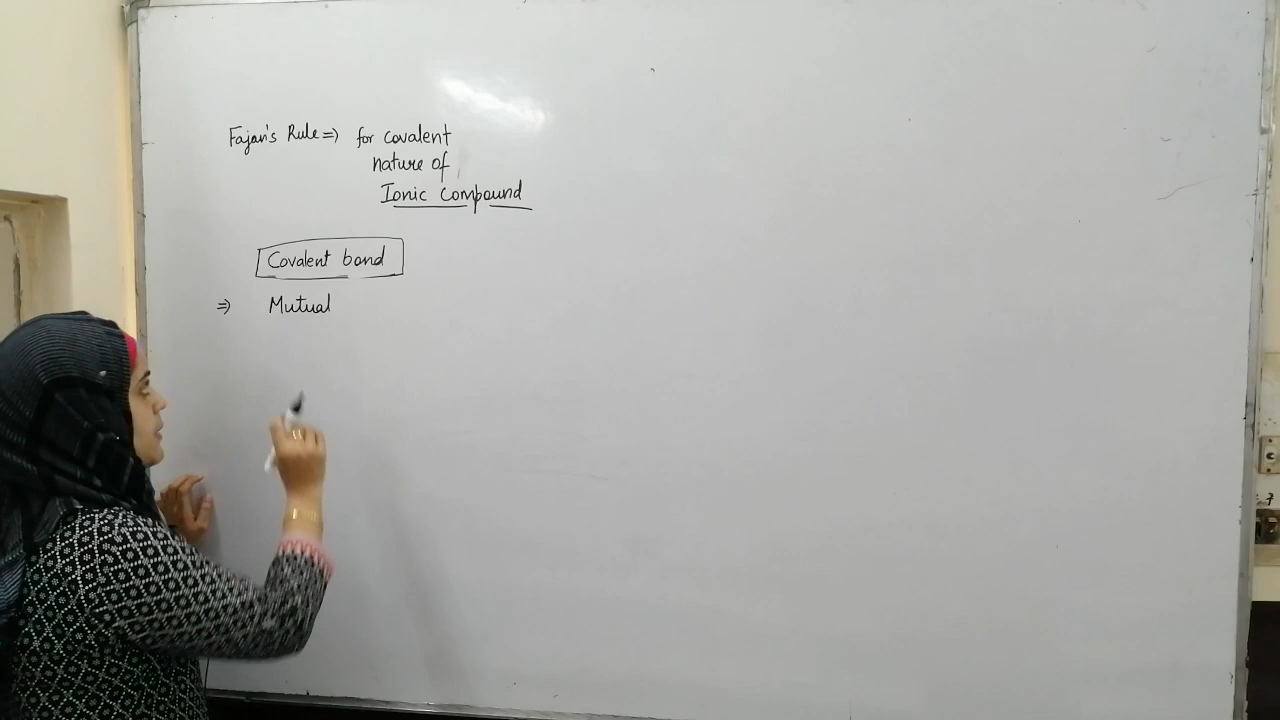 Fajan's Rule ⇒ for covalent
nature of
Ionic Compound
Covalent bond
⇒ Mutual